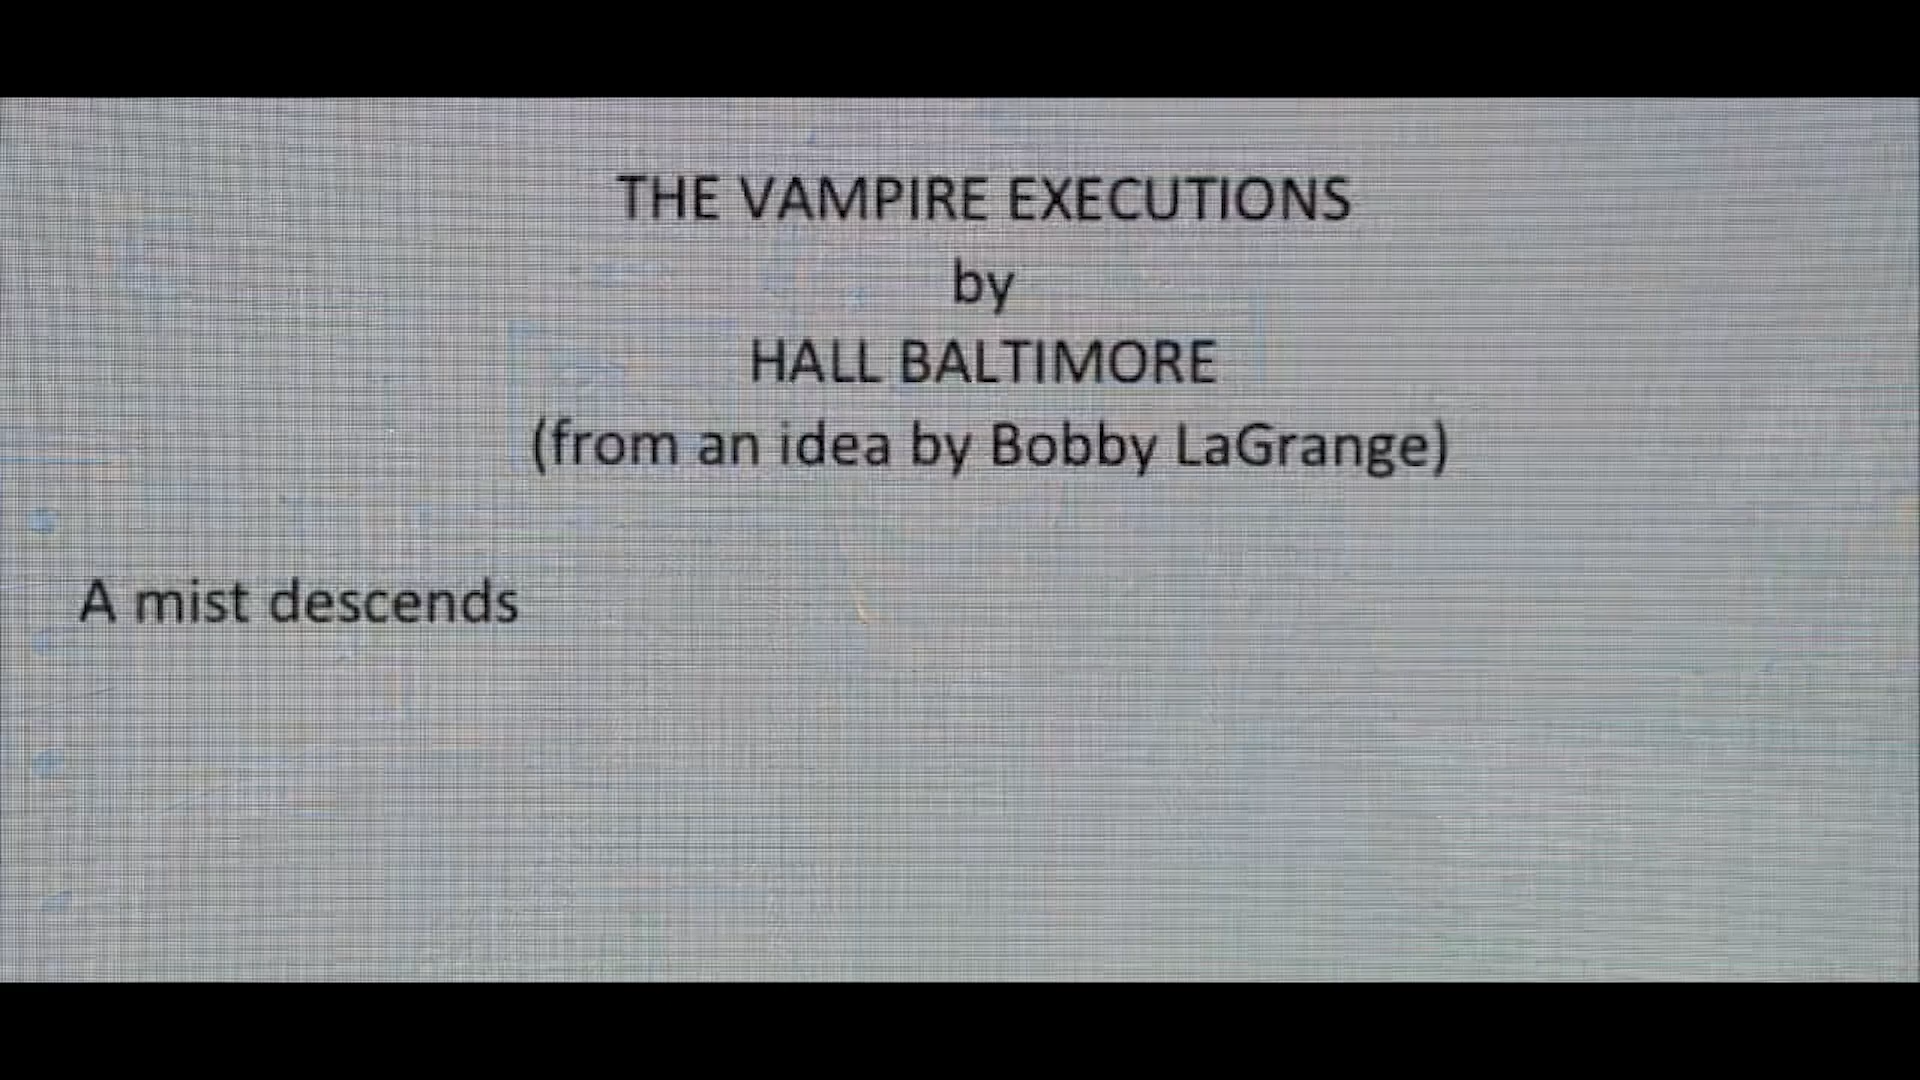 THE VAMPIRE EXECUTIONS
by
HALL BALTIMORE
(from an idea by Bobby LaGrange)
A mist descends